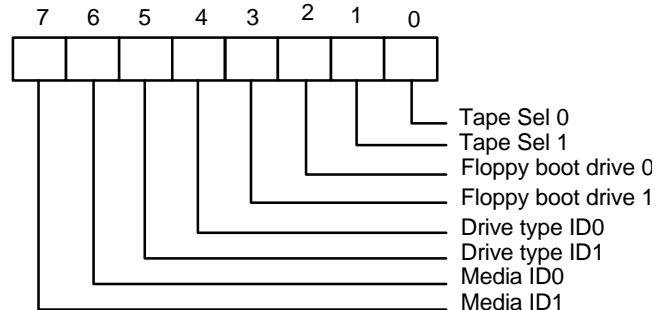 7 6 5 4 3 2 1 0
Tape Sel 0
Tape Sel 1
Floppy boot drive 0
Floppy boot drive 1
Drive type ID0
Drive type ID1
Media ID0
Media ID1